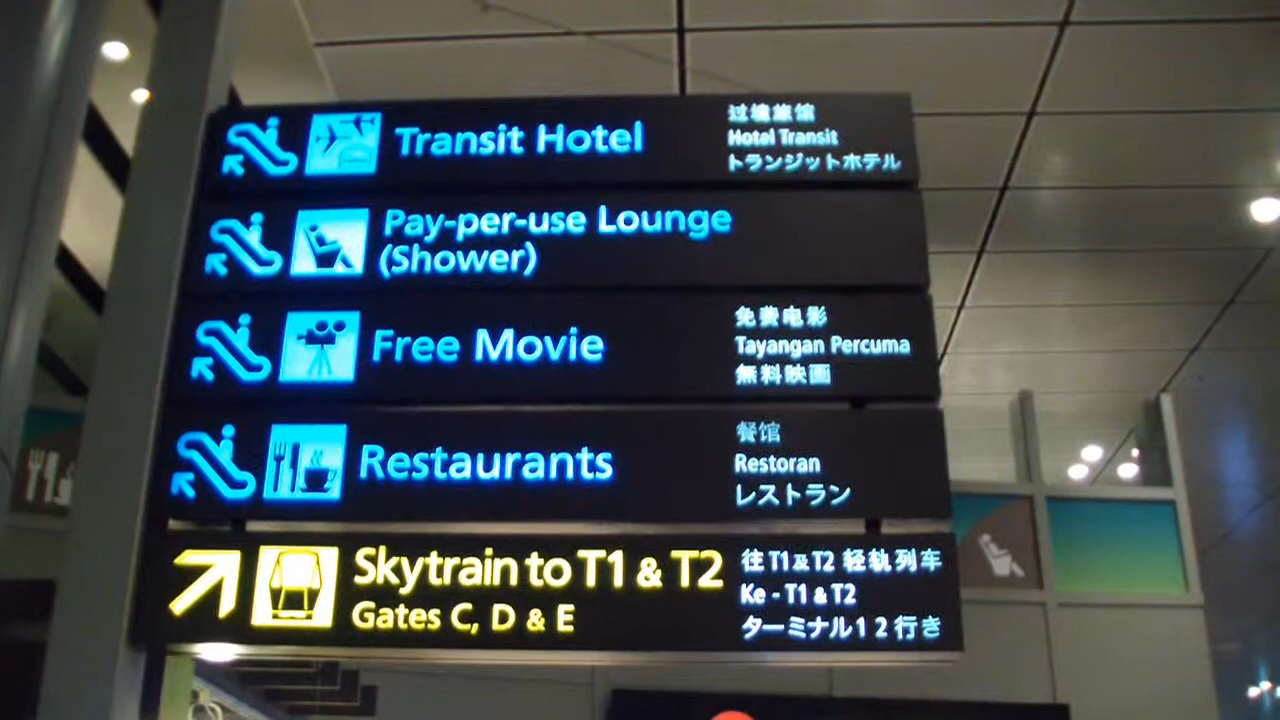 Transit Hotel
过境旅馆
Hotel Transit
トランジットホテル
Pay-per-use Lounge
(Shower)
Free Movie
免费电影
Tayangan Percuma
無料映画
Restaurants
餐馆
Restoran
レストラン
Skytrain to T1 & T2
Gates C, D & E
往 T1及T2 轻轨列车
Ke - T1 & T2
ターミナル1 2 行き